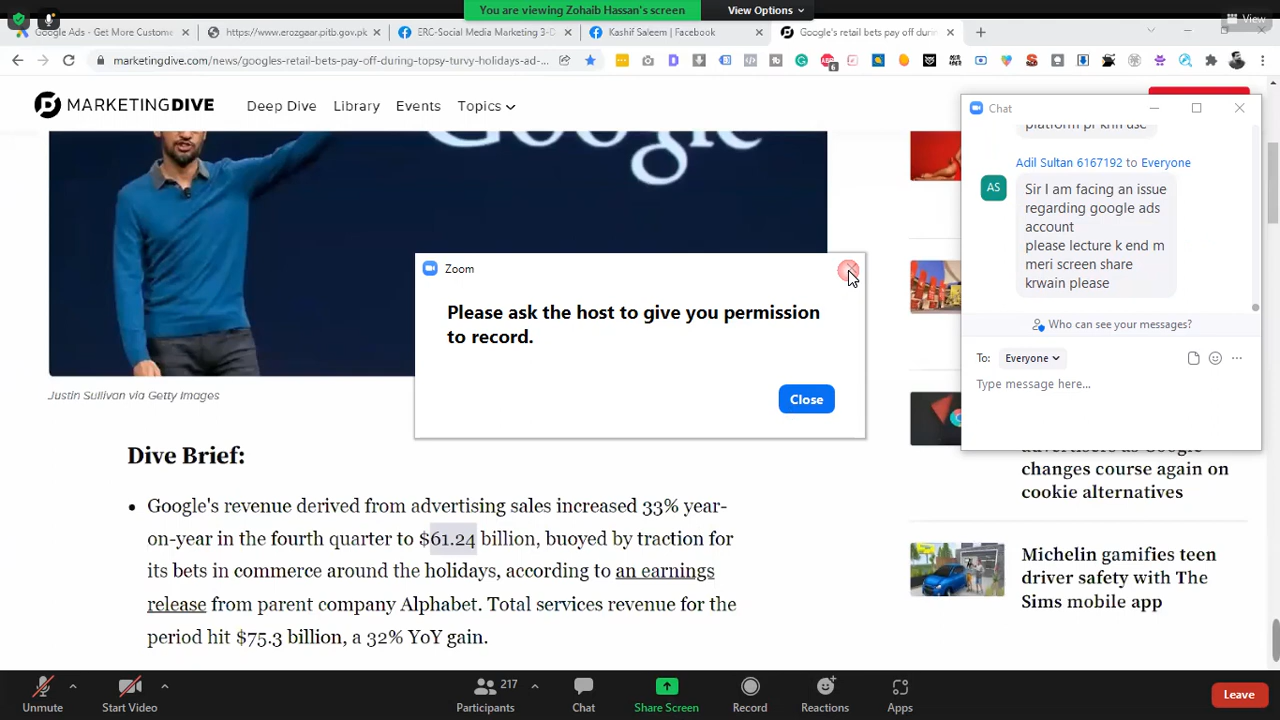 You are viewing Zohaib Hassan's screen
View Options
View
Google Ads - Get More Custome
https://www.erozgaar.pitb.gov.pk
ERC-Social Media Marketing 3
Kashif Saleem | Facebook
Google's retail bets pay off duri
marketingdive.com/news/googles-retail-bets-pay-off-during-topsy-turvy-holidays-ad-...
6
MARKETINGDIVE
Deep Dive
Library
Events
Topics
Google
Justin Sullivan via Getty Images
Dive Brief:
• Google's revenue derived from advertising sales increased 33% year-
on-year in the fourth quarter to $61.24 billion, buoyed by traction for
its bets in commerce around the holidays, according to an earnings
release from parent company Alphabet. Total services revenue for the
period hit $75.3 billion, a 32% YoY gain.
Zoom
Please ask the host to give you permission
to record.
Close
Chat
platform pr krin use
Adil Sultan 6167192 to Everyone
AS
Sir I am facing an issue
regarding google ads
account
please lecture k end m
meri screen share
krwain please
Who can see your messages?
To: Everyone
Type message here...
advertisers as Google
changes course again on
cookie alternatives
Michelin gamifies teen
driver safety with The
Sims mobile app
Unmute
Start Video
217
Participants
Chat
Share Screen
Record
Reactions
Apps
Leave